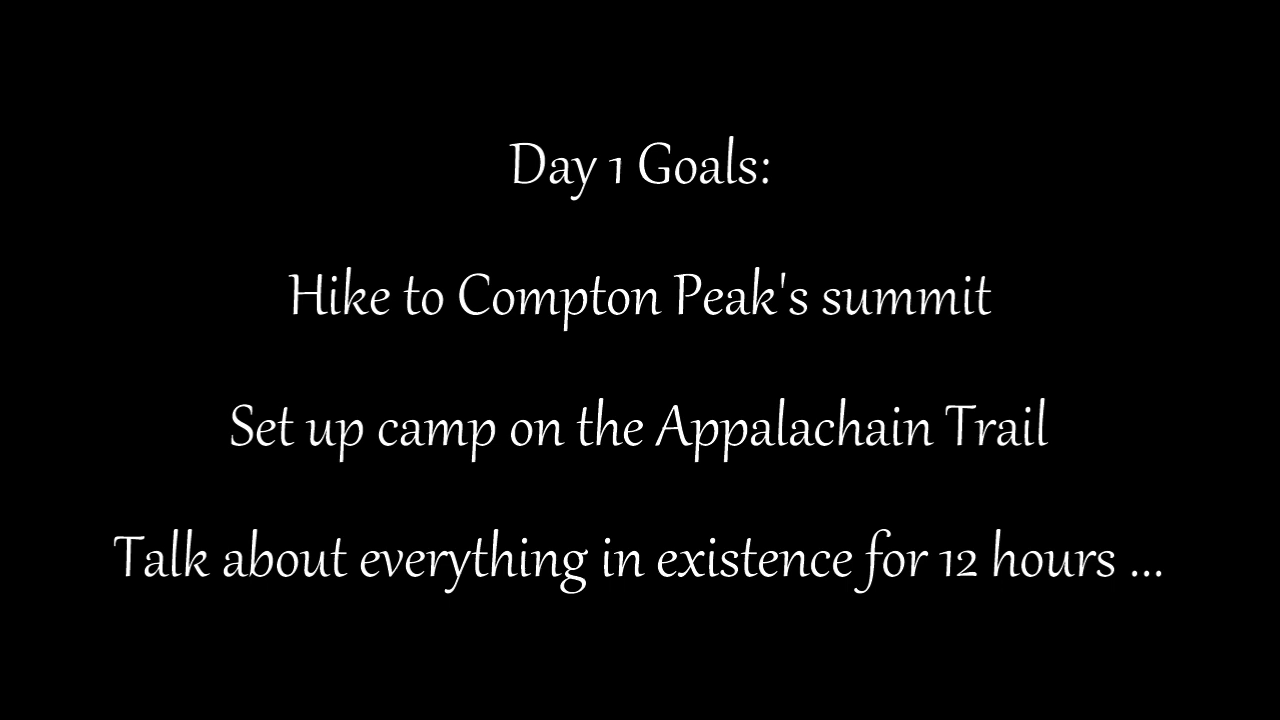 Day 1 Goals:
Hike to Compton Peak's summit
Set up camp on the Appalachain Trail
Talk about everything in existence for 12 hours ...